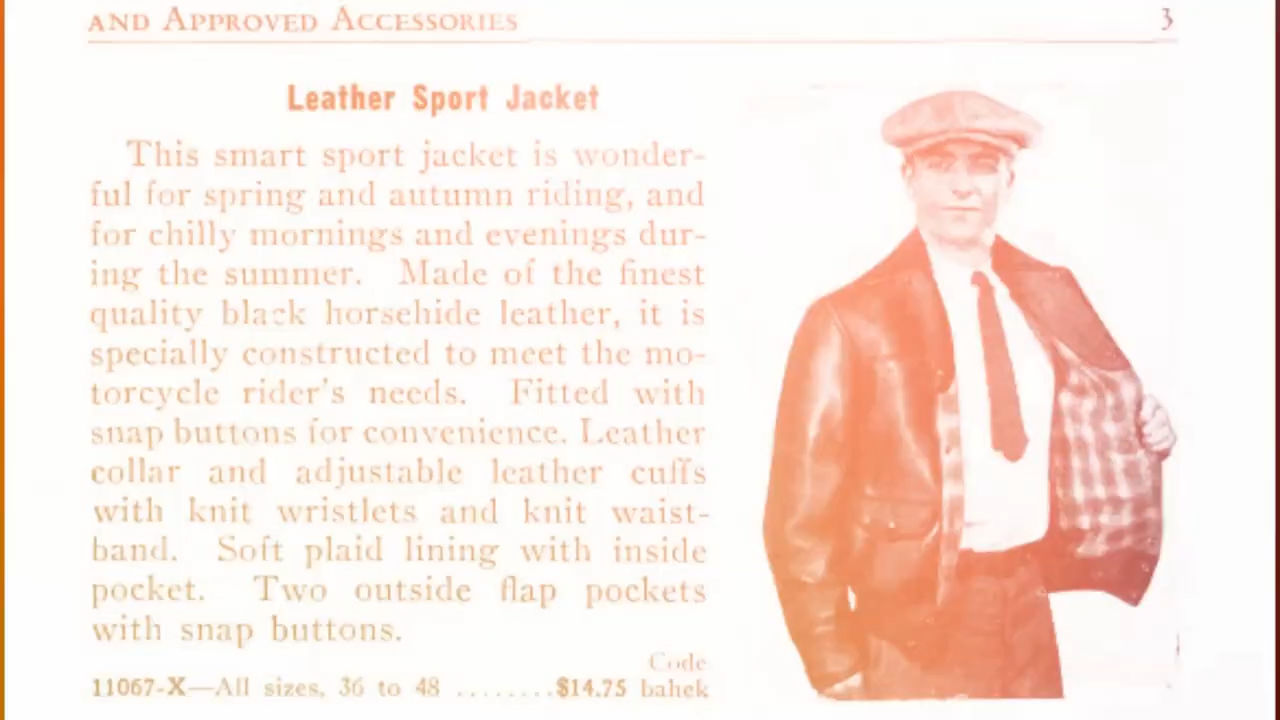 AND APPROVED ACCESSORIES 3
Leather Sport Jacket
This smart sport jacket is wonder-
ful for spring and autumn riding, and
for chilly mornings and evenings dur-
ing the summer. Made of the finest
quality black horsehide leather, it is
specially constructed to meet the mo-
torcycle rider's needs. Fitted with
snap buttons for convenience. Leather
collar and adjustable leather cuffs
with knit wristlets and knit waist-
band. Soft plaid lining with inside
pocket. Two outside flap pockets
with snap buttons.
Code
11067-X—All sizes, 36 to 48 ........$14.75 bahek